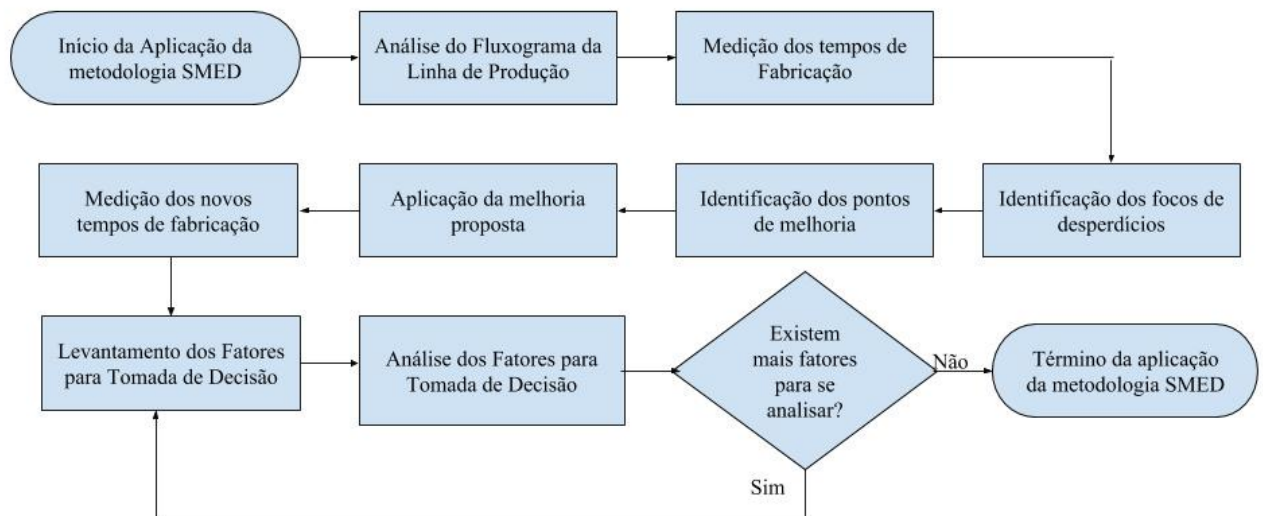 Início da Aplicação da
metodologia SMED
Análise do Fluxograma da
Linha de Produção
Medição dos tempos de
Fabricação
Identificação dos focos de
desperdícios
Identificação dos pontos
de melhoria
Aplicação da melhoria
proposta
Medição dos novos
tempos de fabricação
Levantamento dos Fatores
para Tomada de Decisão
Análise dos Fatores para
Tomada de Decisão
Existem
mais fatores
para se
analisar?
Não
Término da aplicação
da metodologia SMED
Sim